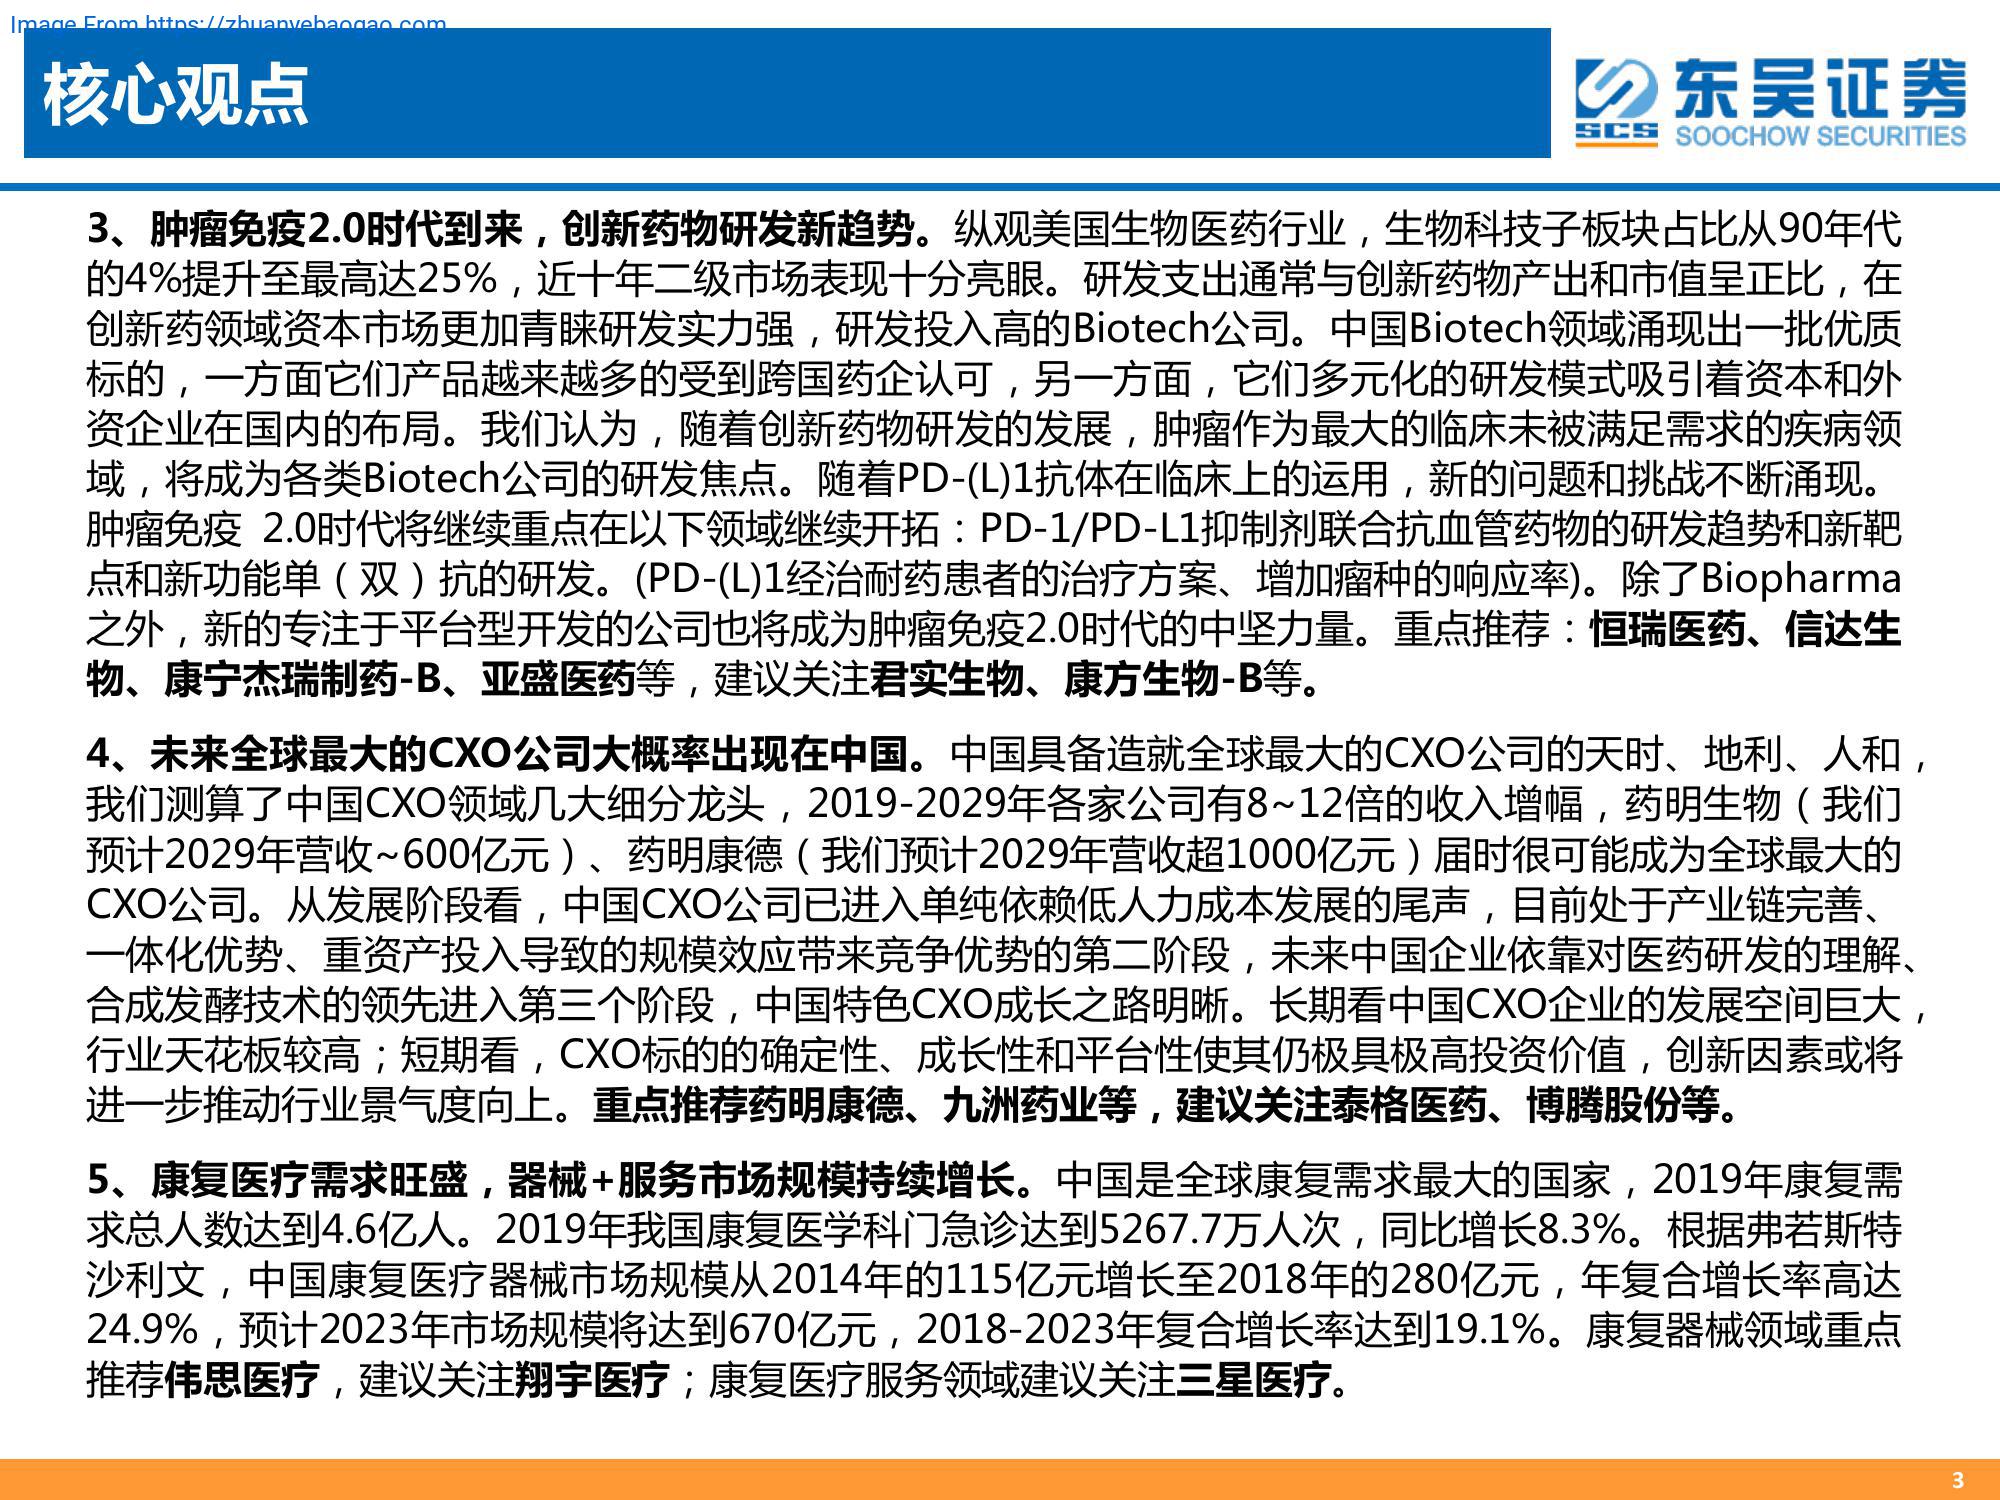 Image From https://zhuanyebaogao.com
核心观点
东吴证券
SCS
SOOCHOW SECURITIES
3、肿瘤免疫2.0时代到来，创新药物研发新趋势。纵观美国生物医药行业，生物科技子板块占比从90年代
的4%提升至最高达25%，近十年二级市场表现十分亮眼。研发支出通常与创新药物产出和市值呈正比，在
创新药领域资本市场更加青睐研发实力强，研发投入高的Biotech公司。中国Biotech领域涌现出一批优质
标的，一方面它们产品越来越多的受到跨国药企认可，另一方面，它们多元化的研发模式吸引着资本和外
资企业在国内的布局。我们认为，随着创新药物研发的发展，肿瘤作为最大的临床未被满足需求的疾病领
域，将成为各类Biotech公司的研发焦点。随着PD-(L)1抗体在临床上的运用，新的问题和挑战不断涌现。
肿瘤免疫 2.0时代将继续重点在以下领域继续开拓：PD-1/PD-L1抑制剂联合抗血管药物的研发趋势和新靶
点和新功能单（双）抗的研发。(PD-(L)1经治耐药患者的治疗方案、增加瘤种的响应率)。除了Biopharma
之外，新的专注于平台型开发的公司也将成为肿瘤免疫2.0时代的中坚力量。重点推荐：恒瑞医药、信达生
物、康宁杰瑞制药-B、亚盛医药等，建议关注君实生物、康方生物-B等。
4、未来全球最大的CXO公司大概率出现在中国。中国具备造就全球最大的CXO公司的天时、地利、人和，
我们测算了中国CXO领域几大细分龙头，2019-2029年各家公司有8~12倍的收入增幅，药明生物（我们
预计2029年营收~600亿元）、药明康德（我们预计2029年营收超1000亿元）届时很可能成为全球最大的
CXO公司。从发展阶段看，中国CXO公司已进入单纯依赖低人力成本发展的尾声，目前处于产业链完善、
一体化优势、重资产投入导致的规模效应带来竞争优势的第二阶段，未来中国企业依靠对医药研发的理解、
合成发酵技术的领先进入第三个阶段，中国特色CXO成长之路明晰。长期看中国CXO企业的发展空间巨大，
行业天花板较高；短期看，CXO标的的确定性、成长性和平台性使其仍极具极高投资价值，创新因素或将
进一步推动行业景气度向上。重点推荐药明康德、九洲药业等，建议关注泰格医药、博腾股份等。
5、康复医疗需求旺盛，器械+服务市场规模持续增长。中国是全球康复需求最大的国家，2019年康复需
求总人数达到4.6亿人。2019年我国康复医学科门急诊达到5267.7万人次，同比增长8.3%。根据弗若斯特
沙利文，中国康复医疗器械市场规模从2014年的115亿元增长至2018年的280亿元，年复合增长率高达
24.9%，预计2023年市场规模将达到670亿元，2018-2023年复合增长率达到19.1%。康复器械领域重点
推荐伟思医疗，建议关注翔宇医疗；康复医疗服务领域建议关注三星医疗。
3